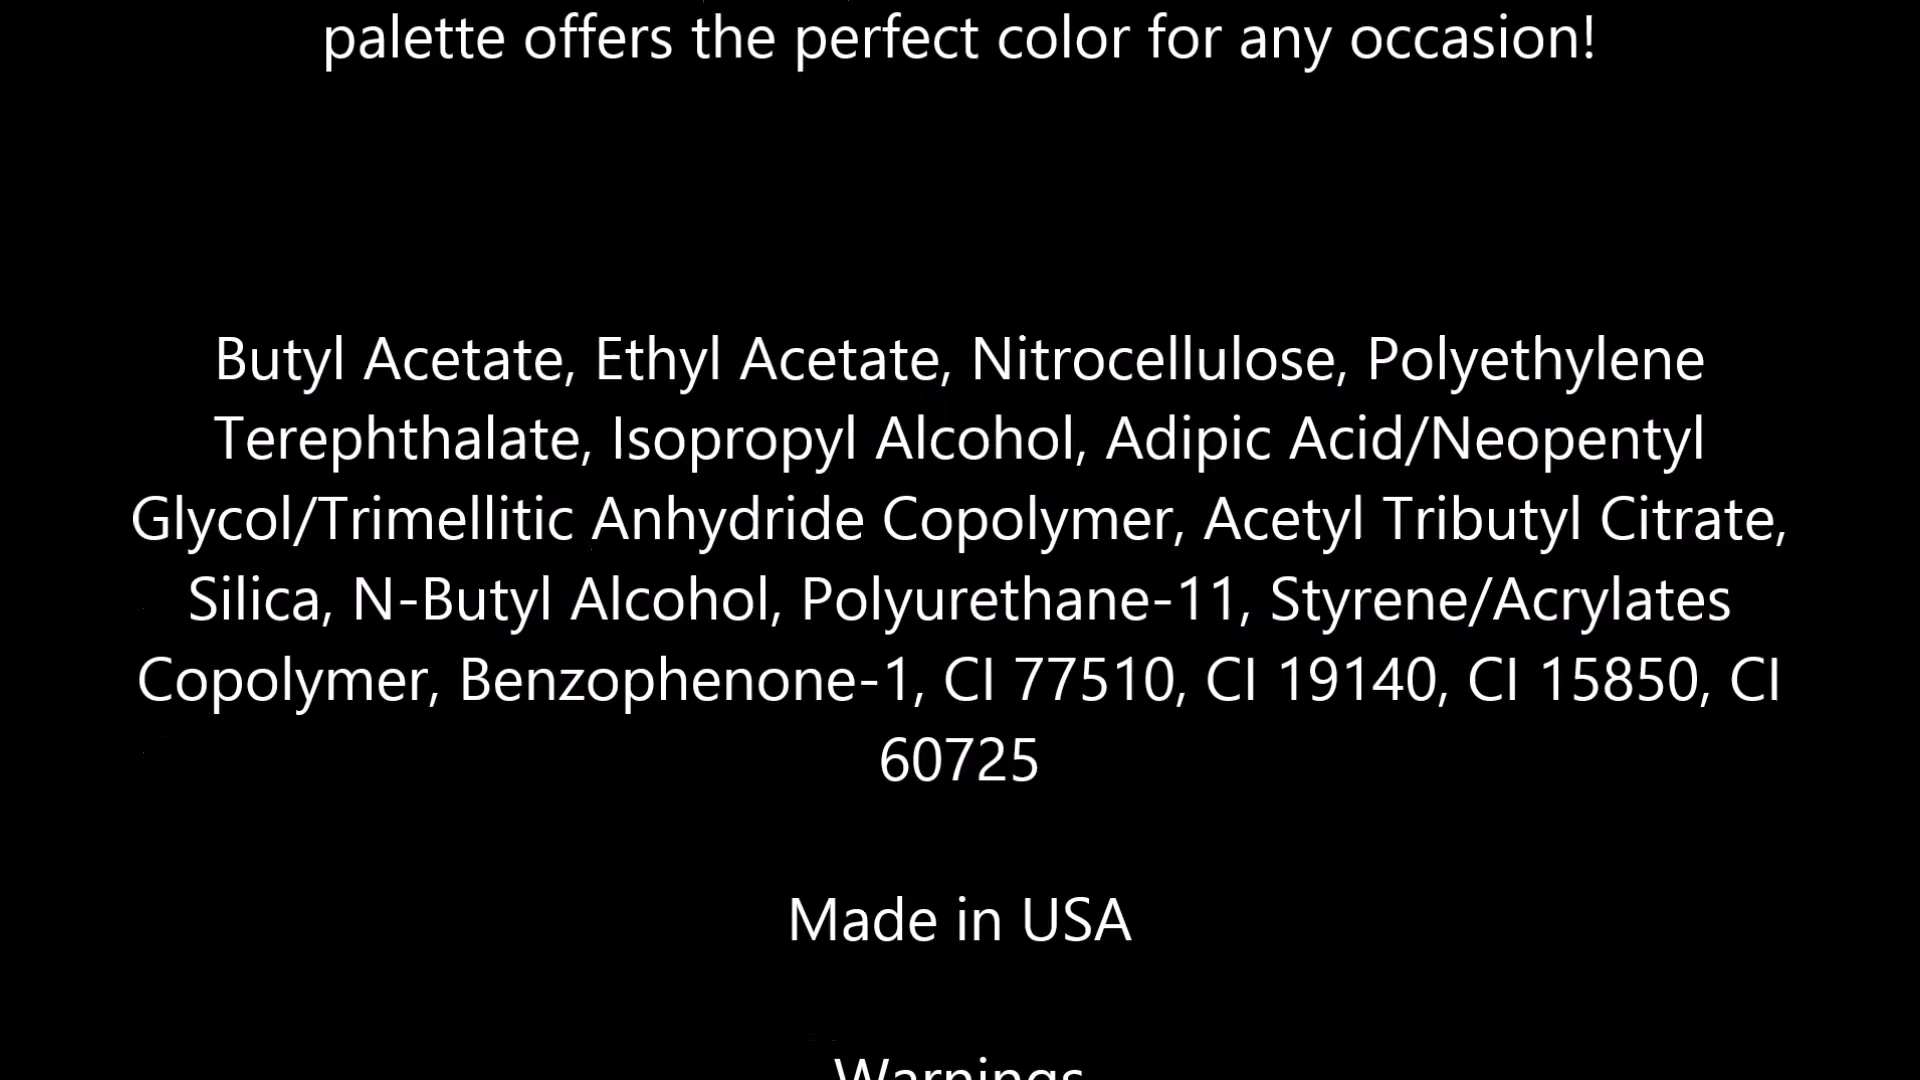 palette offers the perfect color for any occasion!
Butyl Acetate, Ethyl Acetate, Nitrocellulose, Polyethylene
Terephthalate, Isopropyl Alcohol, Adipic Acid/Neopentyl
Glycol/Trimellitic Anhydride Copolymer, Acetyl Tributyl Citrate,
Silica, N-Butyl Alcohol, Polyurethane-11, Styrene/Acrylates
Copolymer, Benzophenone-1, CI 77510, CI 19140, CI 15850, CI
60725
Made in USA
Warnings